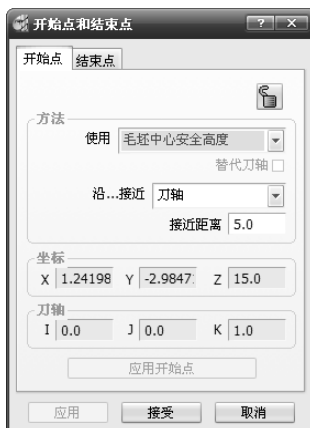 开始点和结束点
开始点 结束点
方法
使用 毛坯中心安全高度
替代刀轴
沿...接近 刀轴
接近距离 5.0
坐标
X 1.24198 Y -2.9847 Z 15.0
刀轴
I 0.0 J 0.0 K 1.0
应用开始点
应用 接受 取消